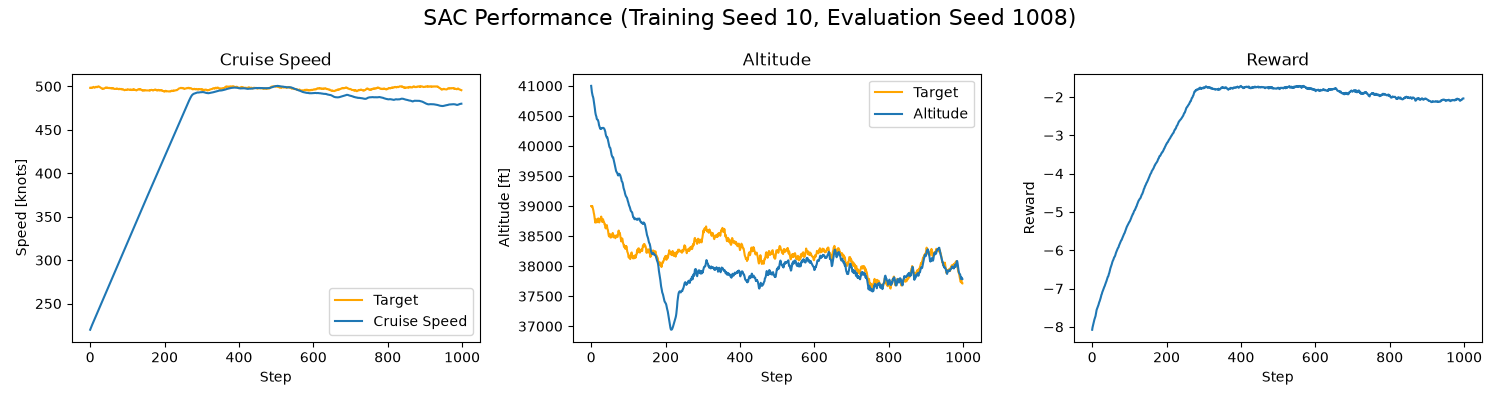 SAC Performance (Training Seed 10, Evaluation Seed 1008)
Cruise Speed
500
450
400
350
300
250
0
200
400
600
800
1000
Speed [knots]
Step
Target
Cruise Speed
Altitude
41000
40500
40000
39500
39000
38500
38000
37500
37000
0
200
400
600
800
1000
Altitude [ft]
Step
Target
Altitude
Reward
−2
−3
−4
−5
−6
−7
−8
0
200
400
600
800
1000
Reward
Step